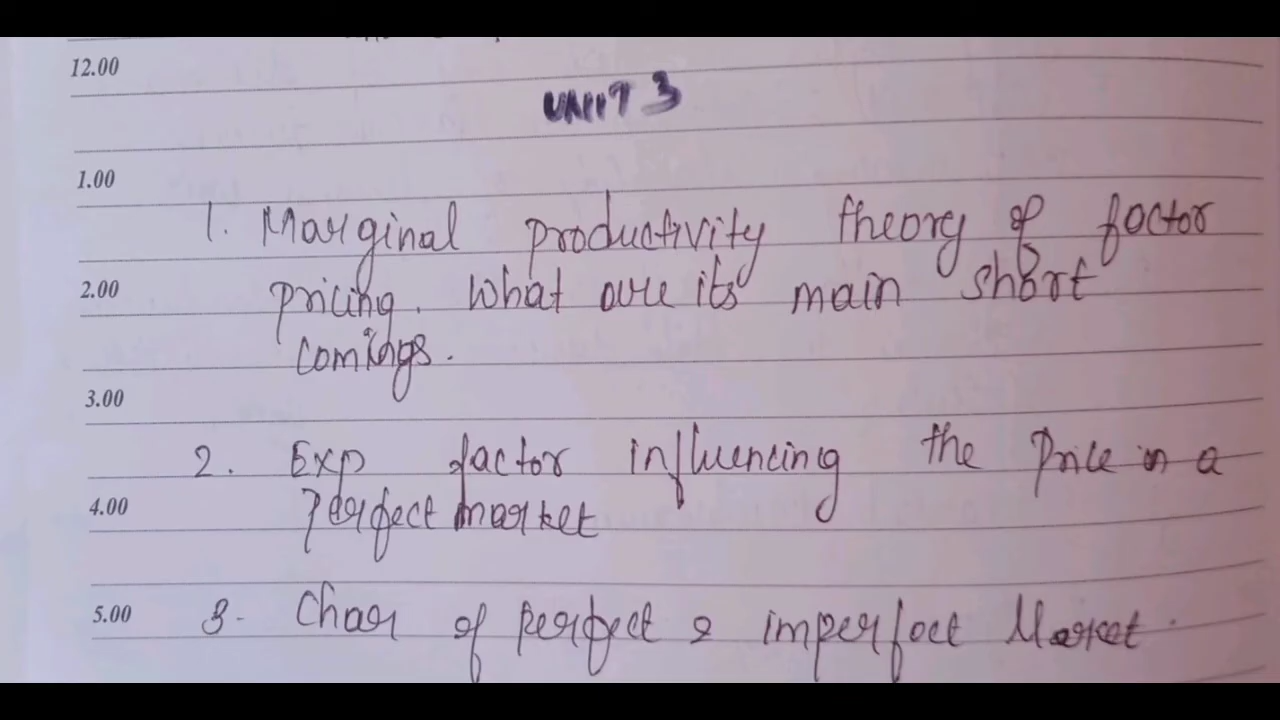 12.00
UNIT 3
1.00
1. Marginal productivity theory of factor
2.00 pricing. What are its main short
comings.
3.00
2. Exp factor influencing the Price in a
4.00 perfect market
5.00 3- Char of perfect & imperfect Market.